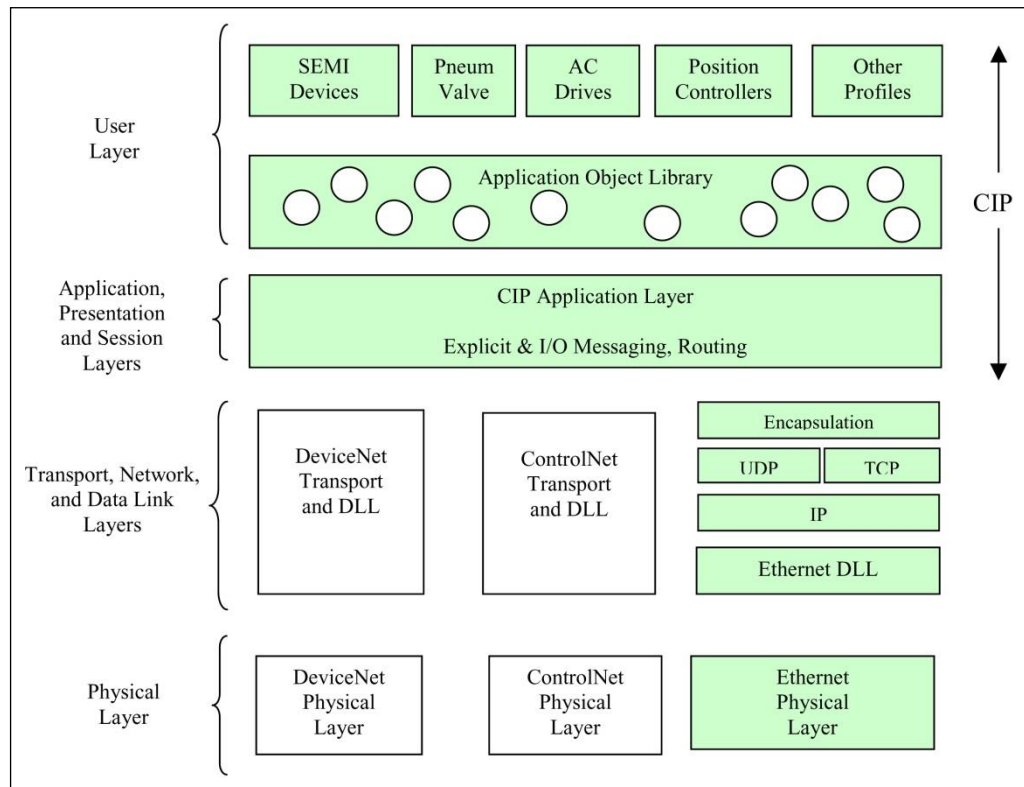 SEMI
Devices
Pneum
Valve
AC
Drives
Position
Controllers
Other
Profiles
User
Layer
Application Object Library
CIP
Application,
Presentation
and Session
Layers
CIP Application Layer
Explicit & I/O Messaging, Routing
Transport, Network,
and Data Link
Layers
DeviceNet
Transport
and DLL
ControlNet
Transport
and DLL
Encapsulation
UDP
TCP
IP
Ethernet DLL
Physical
Layer
DeviceNet
Physical
Layer
ControlNet
Physical
Layer
Ethernet
Physical
Layer